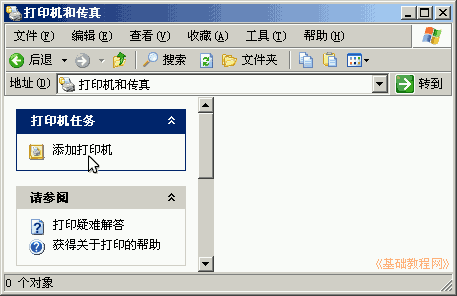 打印机和传真
文件(F) 编辑(E) 查看(V) 收藏(A) 工具(T) 帮助(H)
后退 搜索 文件夹
地址(D) 打印机和传真 转到
打印机任务
添加打印机
请参阅
打印疑难解答
获得关于打印的帮助
《基础教程网》
0 个对象